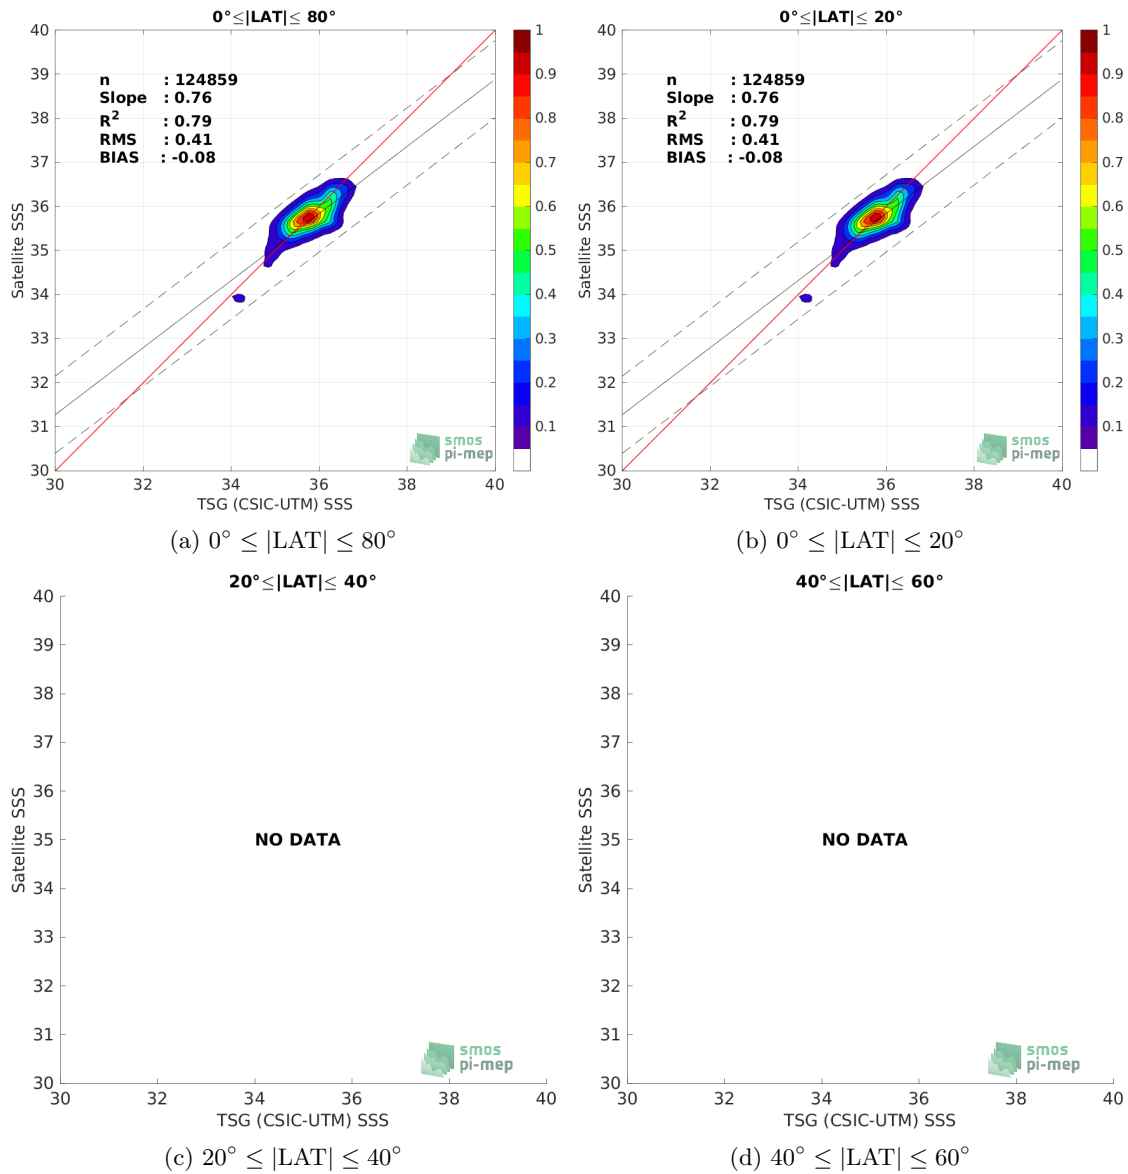 0°≤|LAT|≤ 80°
40
39
38
37
36
35
34
33
32
31
30
Satellite SSS
n : 124859
Slope : 0.76
R² : 0.79
RMS : 0.41
BIAS : -0.08
smos
pi-mep
30 32 34 36 38 40
TSG (CSIC-UTM) SSS
1
0.9
0.8
0.7
0.6
0.5
0.4
0.3
0.2
0.1
(a) 0° ≤ |LAT| ≤ 80°
0°≤|LAT|≤ 20°
40
39
38
37
36
35
34
33
32
31
30
Satellite SSS
n : 124859
Slope : 0.76
R² : 0.79
RMS : 0.41
BIAS : -0.08
smos
pi-mep
30 32 34 36 38 40
TSG (CSIC-UTM) SSS
1
0.9
0.8
0.7
0.6
0.5
0.4
0.3
0.2
0.1
(b) 0° ≤ |LAT| ≤ 20°
20°≤|LAT|≤ 40°
40
39
38
37
36
35
34
33
32
31
30
Satellite SSS
NO DATA
smos
pi-mep
30 32 34 36 38 40
TSG (CSIC-UTM) SSS
(c) 20° ≤ |LAT| ≤ 40°
40°≤|LAT|≤ 60°
40
39
38
37
36
35
34
33
32
31
30
Satellite SSS
NO DATA
smos
pi-mep
30 32 34 36 38 40
TSG (CSIC-UTM) SSS
(d) 40° ≤ |LAT| ≤ 60°